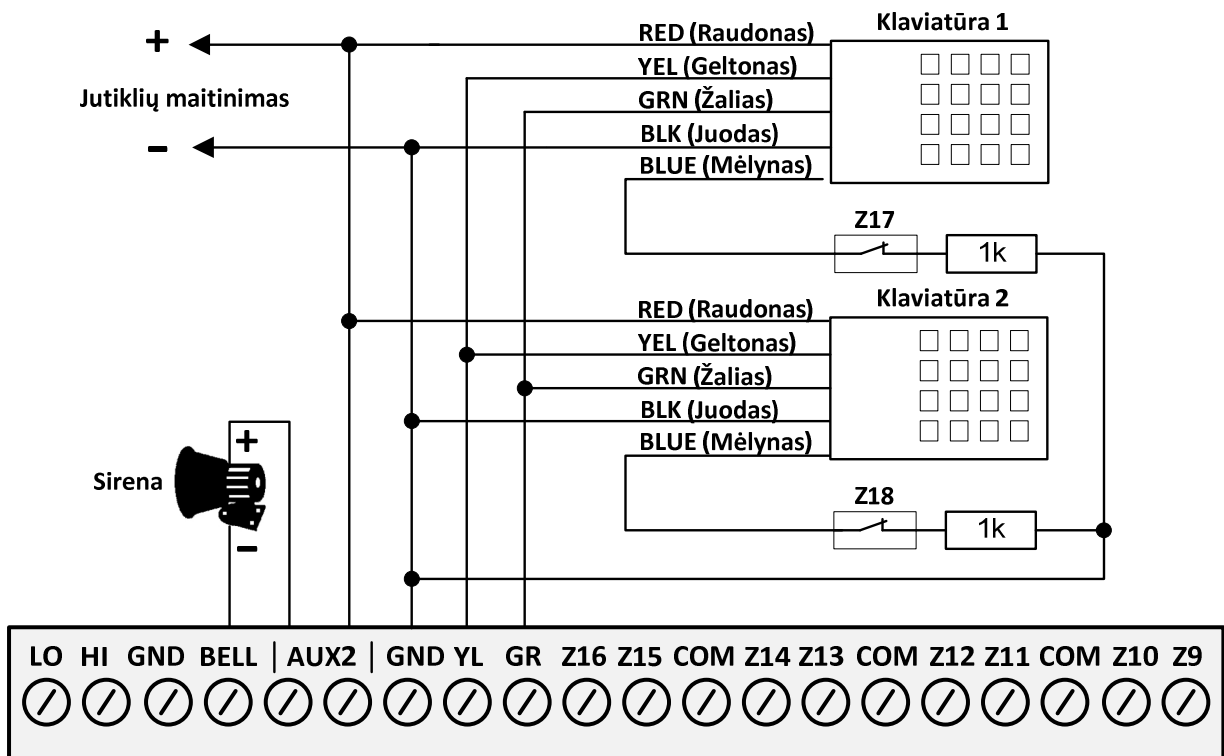 +
Jutiklių maitinimas
−
RED (Raudonas)
YEL (Geltonas)
GRN (Žalias)
BLK (Juodas)
BLUE (Mėlynas)
Klaviatūra 1
Z17
1k
Klaviatūra 2
RED (Raudonas)
YEL (Geltonas)
GRN (Žalias)
BLK (Juodas)
BLUE (Mėlynas)
Z18
1k
+
Sirena
−
LO HI GND BELL | AUX2 | GND YL GR Z16 Z15 COM Z14 Z13 COM Z12 Z11 COM Z10 Z9